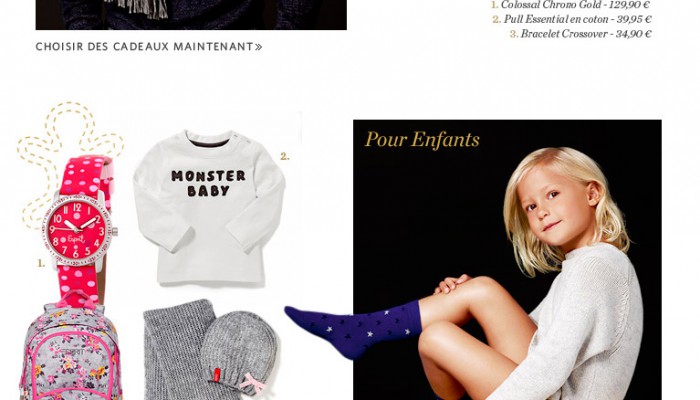 1. Colossal Chrono Gold - 129,90 €
2. Pull Essential en coton - 39,95 €
3. Bracelet Crossover - 34,90 €
CHOISIR DES CADEAUX MAINTENANT»
Pour Enfants
2.
MONSTER
BABY
12
Esprit
1.